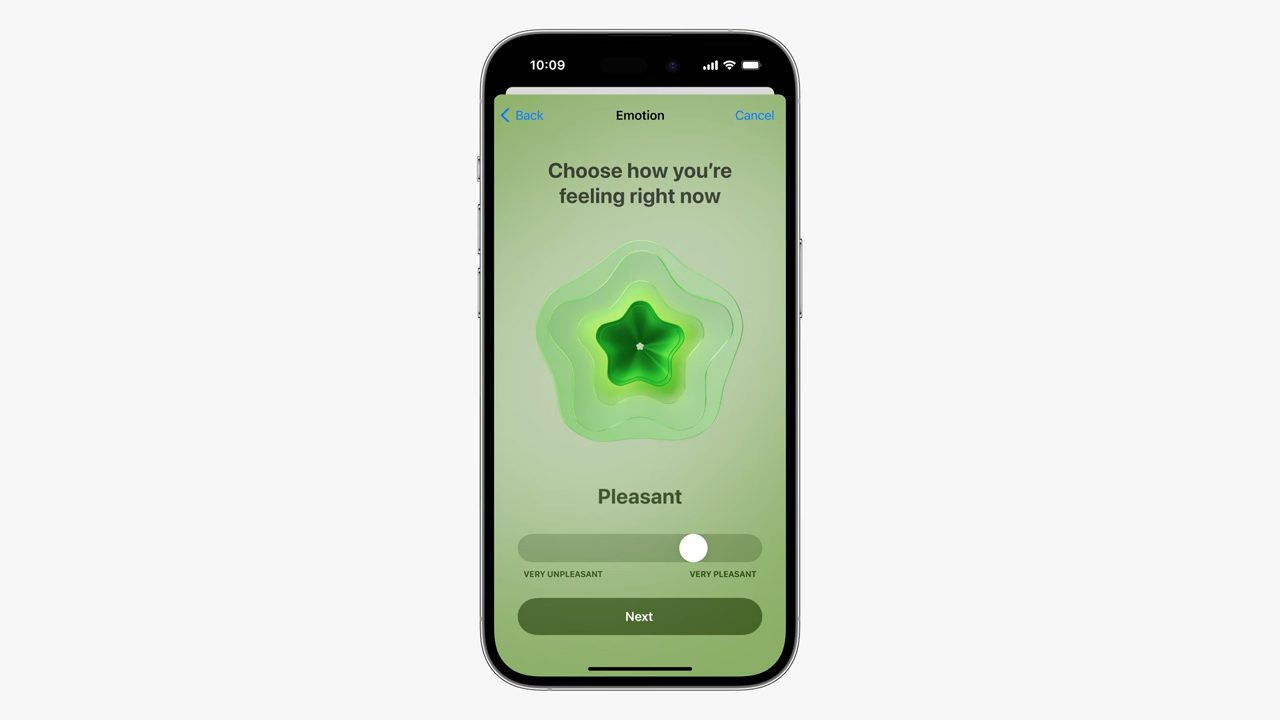 10:09
Back
Emotion
Cancel
Choose how you’re
feeling right now
Pleasant
VERY UNPLEASANT
VERY PLEASANT
Next